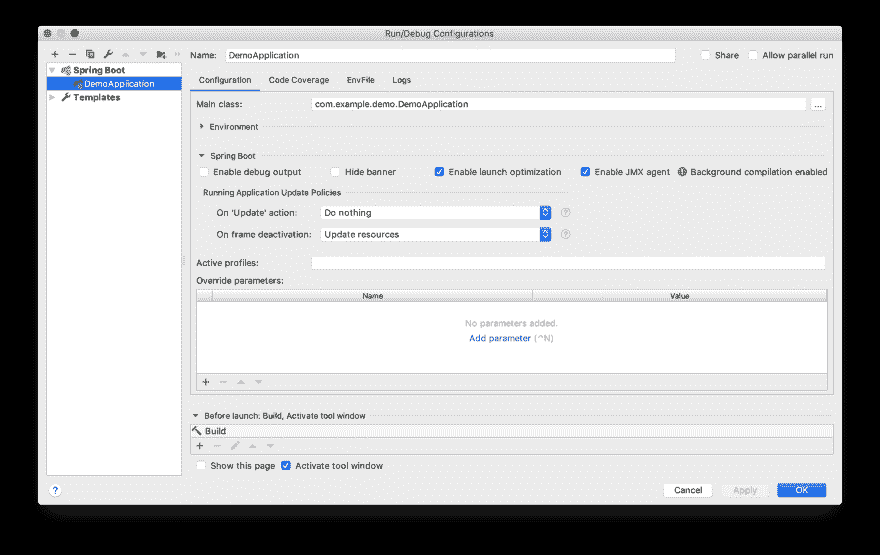 Run/Debug Configurations
Name: DemoApplication
Share
Allow parallel run
Spring Boot
DemoApplication
Templates
Configuration
Code Coverage
EnvFile
Logs
Main class: com.example.demo.DemoApplication ...
Environment
Spring Boot
Enable debug output
Hide banner
Enable launch optimization
Enable JMX agent
Background compilation enabled
Running Application Update Policies
On 'Update' action: Do nothing ?
On frame deactivation: Update resources ?
Active profiles:
Override parameters:
Name
Value
No parameters added.
Add parameter (^N)
Before launch: Build, Activate tool window
Build
Show this page
Activate tool window
?
Cancel
Apply
OK